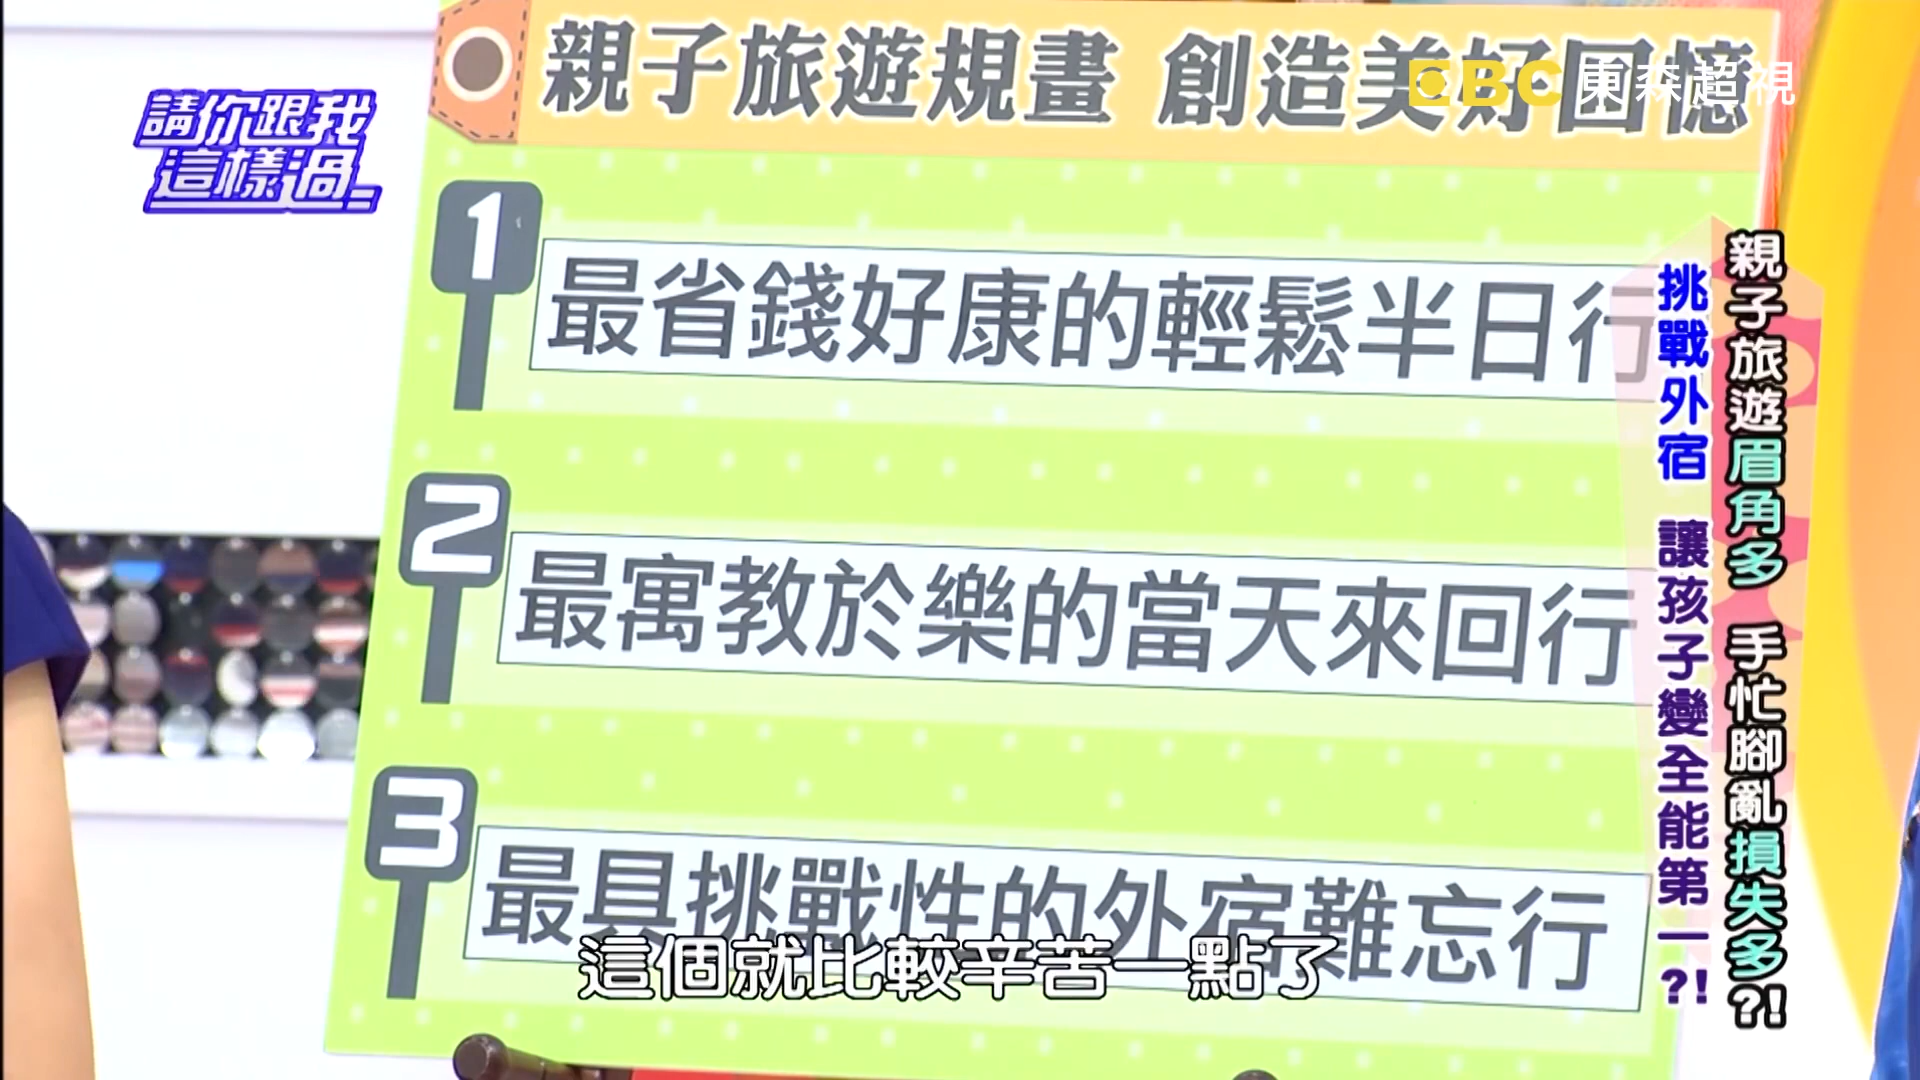 親子旅遊規畫 創造美好回憶
EBC 東森超視
請你跟我
這樣過
1
最省錢好康的輕鬆半日行
2
最寓教於樂的當天來回行
3
最具挑戰性的外宿難忘行
親子旅遊眉角多 手忙腳亂損失多?!
挑戰外宿 讓孩子變全能第一?!
這個就比較辛苦一點了